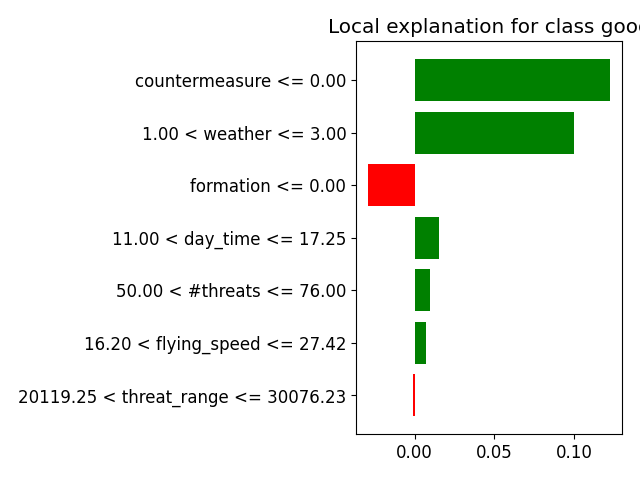 Local explanation for class good
countermeasure <= 0.00
1.00 < weather <= 3.00
formation <= 0.00
11.00 < day_time <= 17.25
50.00 < #threats <= 76.00
16.20 < flying_speed <= 27.42
20119.25 < threat_range <= 30076.23
0.00 0.05 0.10